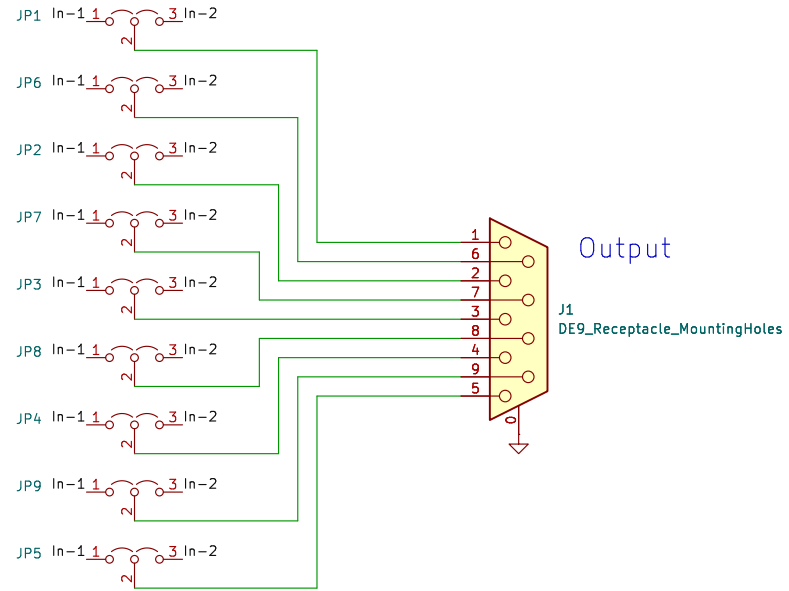 JP1 In-1 1 3 In-2
2
JP6 In-1 1 3 In-2
2
JP2 In-1 1 3 In-2
2
JP7 In-1 1 3 In-2
2
JP3 In-1 1 3 In-2
2
JP8 In-1 1 3 In-2
2
JP4 In-1 1 3 In-2
2
JP9 In-1 1 3 In-2
2
JP5 In-1 1 3 In-2
2
1
6
2
7
3
8
4
9
5
0
Output
J1
DE9_Receptacle_MountingHoles